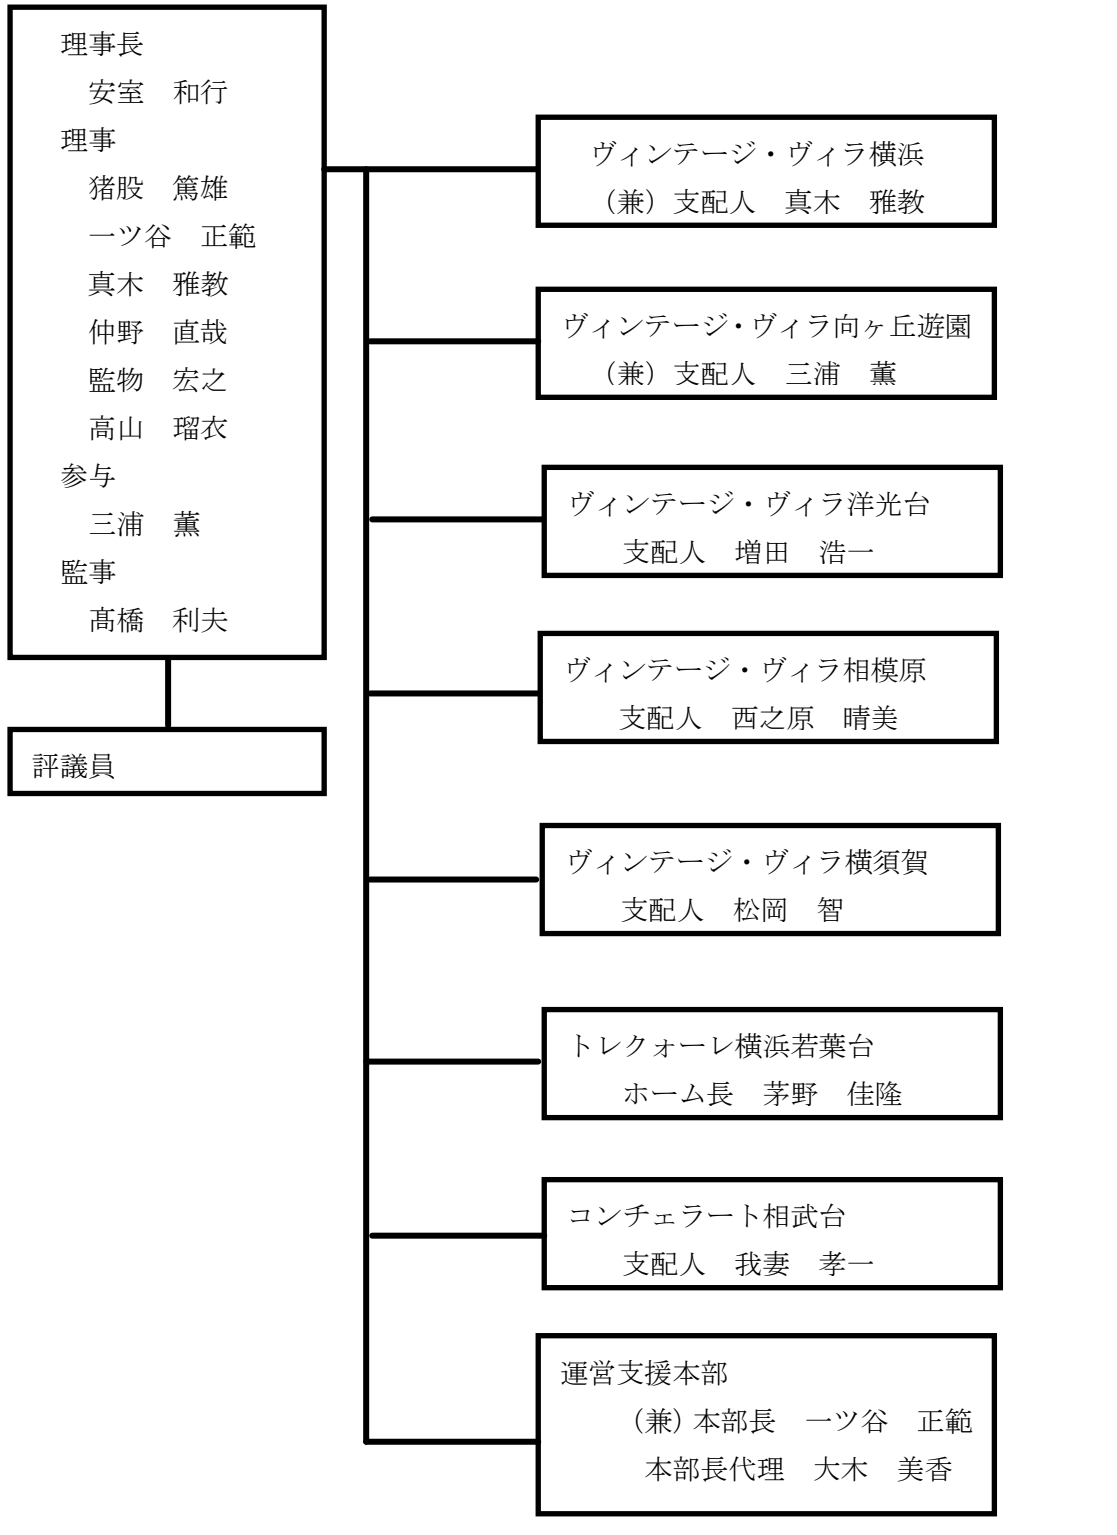 理事長
安室　和行
理事
猪股　篤雄
一ツ谷　正範
真木　雅教
仲野　直哉
監物　宏之
高山　瑠衣
参与
三浦　薫
監事
髙橋　利夫
評議員
ヴィンテージ・ヴィラ横浜
（兼）支配人　真木　雅教
ヴィンテージ・ヴィラ向ヶ丘遊園
（兼）支配人　三浦　薫
ヴィンテージ・ヴィラ洋光台
支配人　増田　浩一
ヴィンテージ・ヴィラ相模原
支配人　西之原　晴美
ヴィンテージ・ヴィラ横須賀
支配人　松岡　智
トレクォーレ横浜若葉台
ホーム長　茅野　佳隆
コンチェラート相武台
支配人　我妻　孝一
運営支援本部
（兼）本部長　一ツ谷　正範
本部長代理　大木　美香